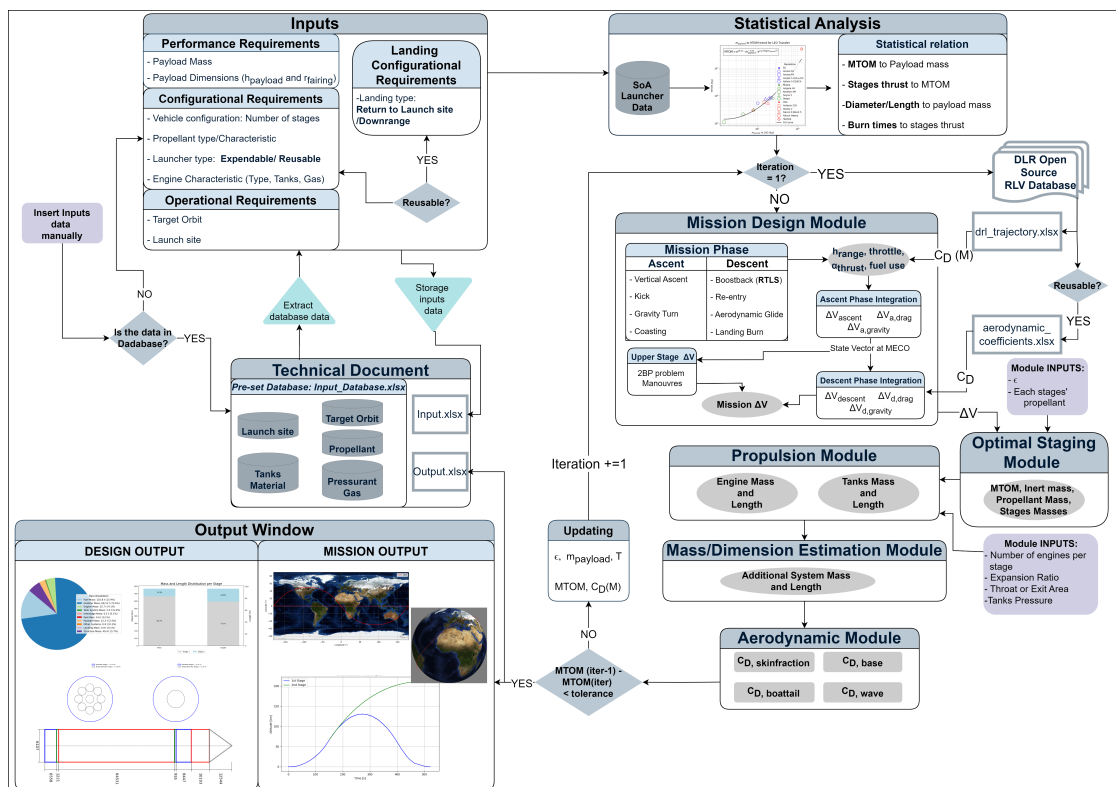 Inputs
Performance Requirements
- Payload Mass
- Payload Dimensions (hpayload and rfairing)
Configurational Requirements
- Vehicle configuration: Number of stages
- Propellant type/Characteristic
- Launcher type: Expendable/ Reusable
- Engine Characteristic (Type, Tanks, Gas)
Operational Requirements
- Target Orbit
- Launch site
Landing
Configurational
Requirements
-Landing type:
Return to Launch site
/Downrange
YES
Reusable?
Insert Inputs
data
manually
NO
Is the data in
Dadabase?
YES
Extract
database data
Storage
inputs
data
Technical Document
Pre-set Database: Input_Database.xlsx
Launch site
Target Orbit
Propellant
Tanks
Material
Pressurant
Gas
Input.xlsx
Output.xlsx
Statistical Analysis
SoA
Launcher
Data
Statistical relation
- MTOM to Payload mass
- Stages thrust to MTOM
-Diameter/Length to payload mass
- Burn times to stages thrust
Iteration
= 1?
YES
NO
DLR Open
Source
RLV Database
drl_trajectory.xlsx
CD (M)
Reusable?
YES
aerodynamic_
coefficients.xlsx
CD
Mission Design Module
Mission Phase
Ascent
- Vertical Ascent
- Kick
- Gravity Turn
- Coasting
Descent
- Boostback (RTLS)
- Re-entry
- Aerodynamic Glide
- Landing Burn
hrange, throttle,
αthrust, fuel use
Ascent Phase Integration
ΔVascent ΔVa,drag
ΔVa,gravity
State Vector at MECO
Upper Stage ΔV
2BP problem
Manouvres
Mission ΔV
Descent Phase Integration
ΔVdescent ΔVd,drag
ΔVd,gravity
ΔV
Module INPUTS:
- ϵ
- Each stages'
propellant
Optimal Staging
Module
MTOM, Inert mass,
Propellant Mass,
Stages Masses
Propulsion Module
Engine Mass
and
Length
Tanks Mass
and
Length
Module INPUTS:
- Number of engines per
stage
- Expansion Ratio
- Throat or Exit Area
-Tanks Pressure
Mass/Dimension Estimation Module
Additional System Mass
and Length
Aerodynamic Module
CD, skinfraction
CD, base
CD, boattail
CD, wave
MTOM (iter-1) -
MTOM(iter)
< tolerance
YES
NO
Updating
ϵ, mpayload, T
MTOM, CD(M)
Iteration +=1
Output Window
DESIGN OUTPUT
MISSION OUTPUT
Mass and Length Distribution per Stage
Time [s]